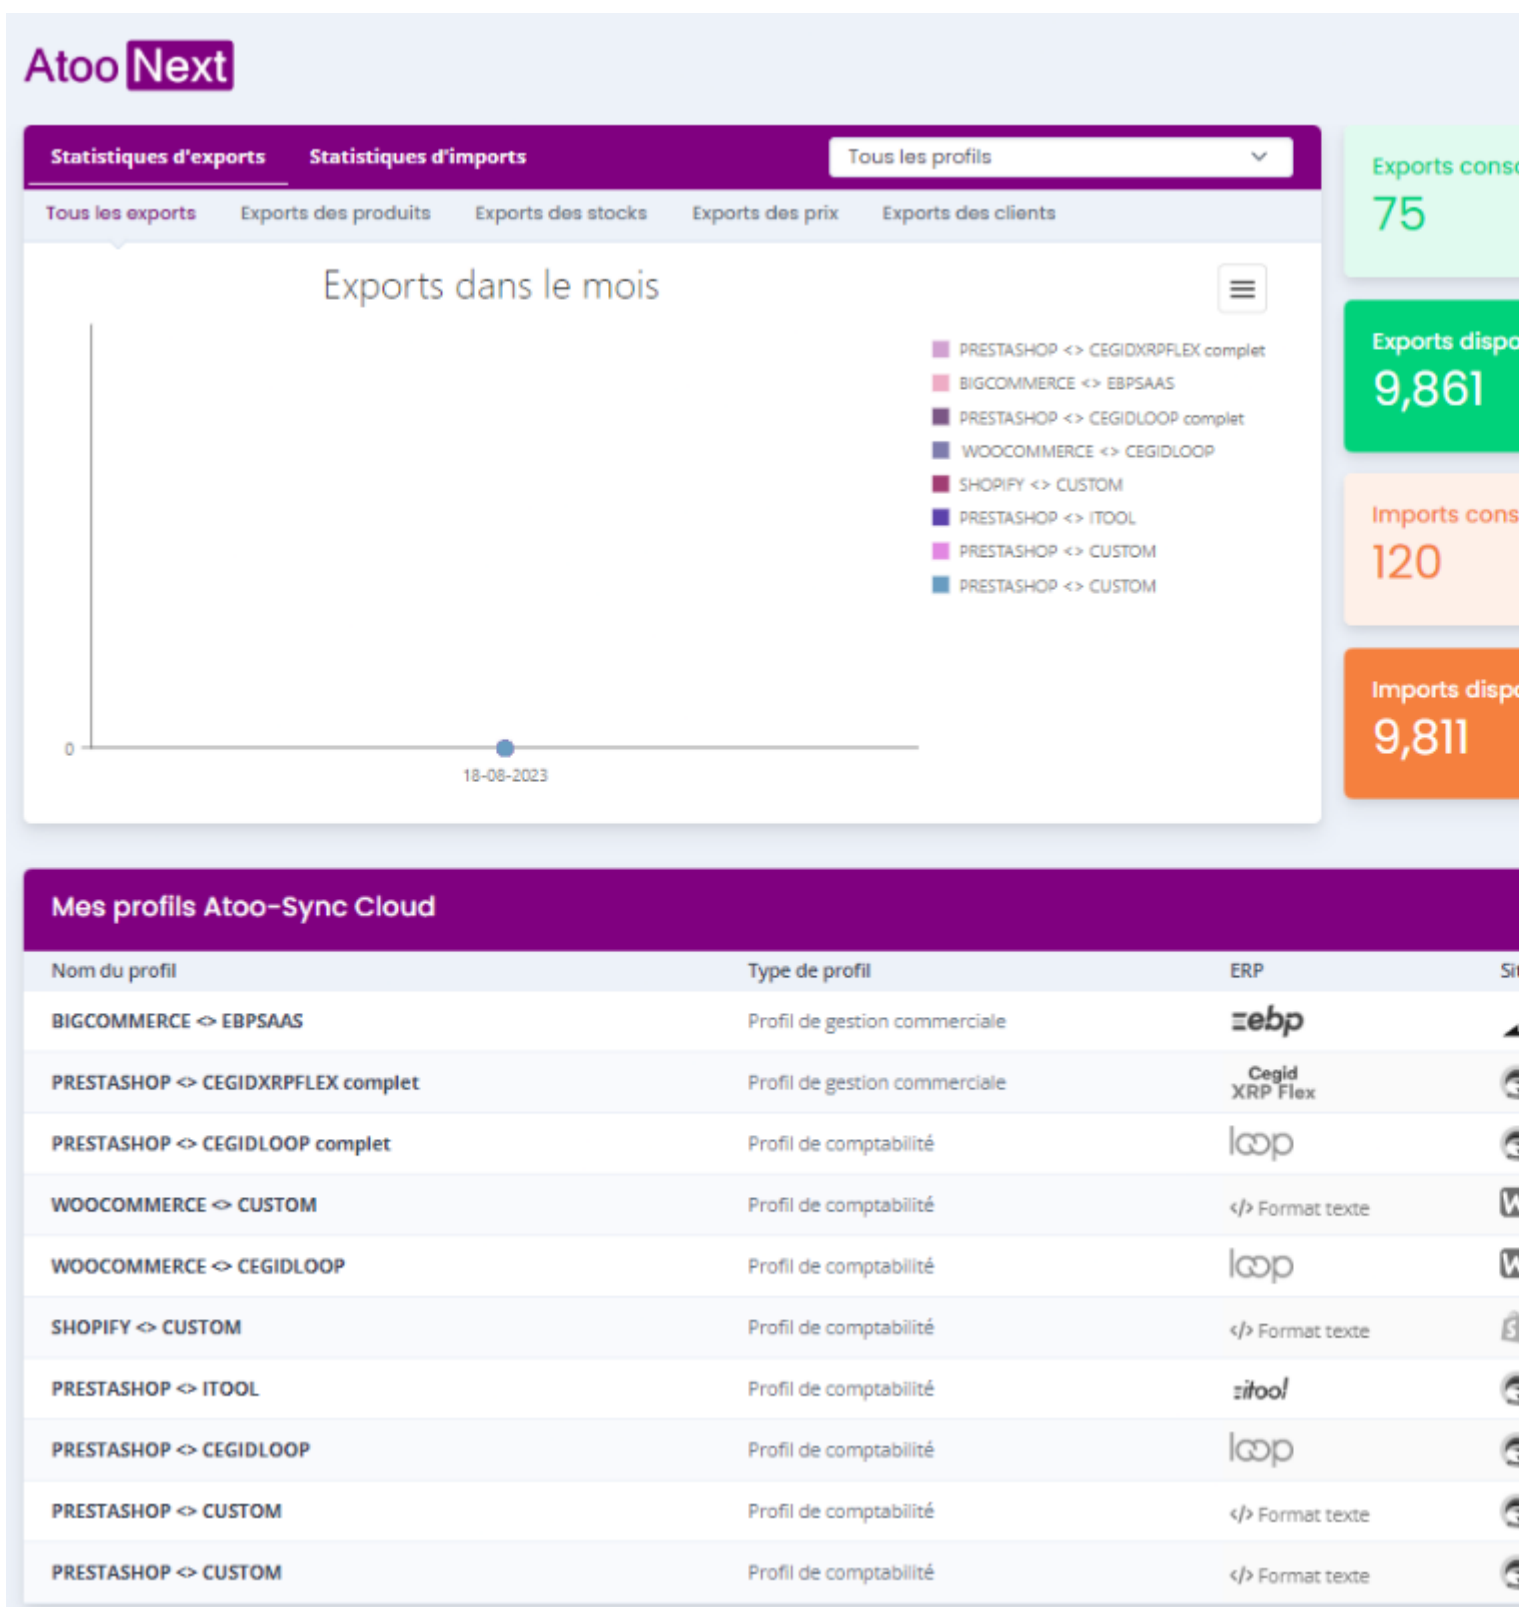 Atoo Next
Statistiques d'exports Statistiques d'imports Tous les profils
Tous les exports Exports des produits Exports des stocks Exports des prix Exports des clients
Exports dans le mois
PRESTASHOP <> CEGIDXRPFLEX complet
BIGCOMMERCE <> EBPSAAS
PRESTASHOP <> CEGIDLOOP complet
WOOCOMMERCE <> CEGIDLOOP
SHOPIFY <> CUSTOM
PRESTASHOP <> ITOOL
PRESTASHOP <> CUSTOM
PRESTASHOP <> CUSTOM
0
18-08-2023
Exports
75
Exports
9,861
Imports
120
Imports
9,811
Mes profils Atoo-Sync Cloud
Nom du profil Type de profil ERP
BIGCOMMERCE <> EBPSAAS Profil de gestion commerciale ebp
PRESTASHOP <> CEGIDXRPFLEX complet Profil de gestion commerciale Cegid XRP Flex
PRESTASHOP <> CEGIDLOOP complet Profil de comptabilité loop
WOOCOMMERCE <> CUSTOM Profil de comptabilité </> Format texte
WOOCOMMERCE <> CEGIDLOOP Profil de comptabilité loop
SHOPIFY <> CUSTOM Profil de comptabilité </> Format texte
PRESTASHOP <> ITOOL Profil de comptabilité itool
PRESTASHOP <> CEGIDLOOP Profil de comptabilité loop
PRESTASHOP <> CUSTOM Profil de comptabilité </> Format texte
PRESTASHOP <> CUSTOM Profil de comptabilité </> Format texte